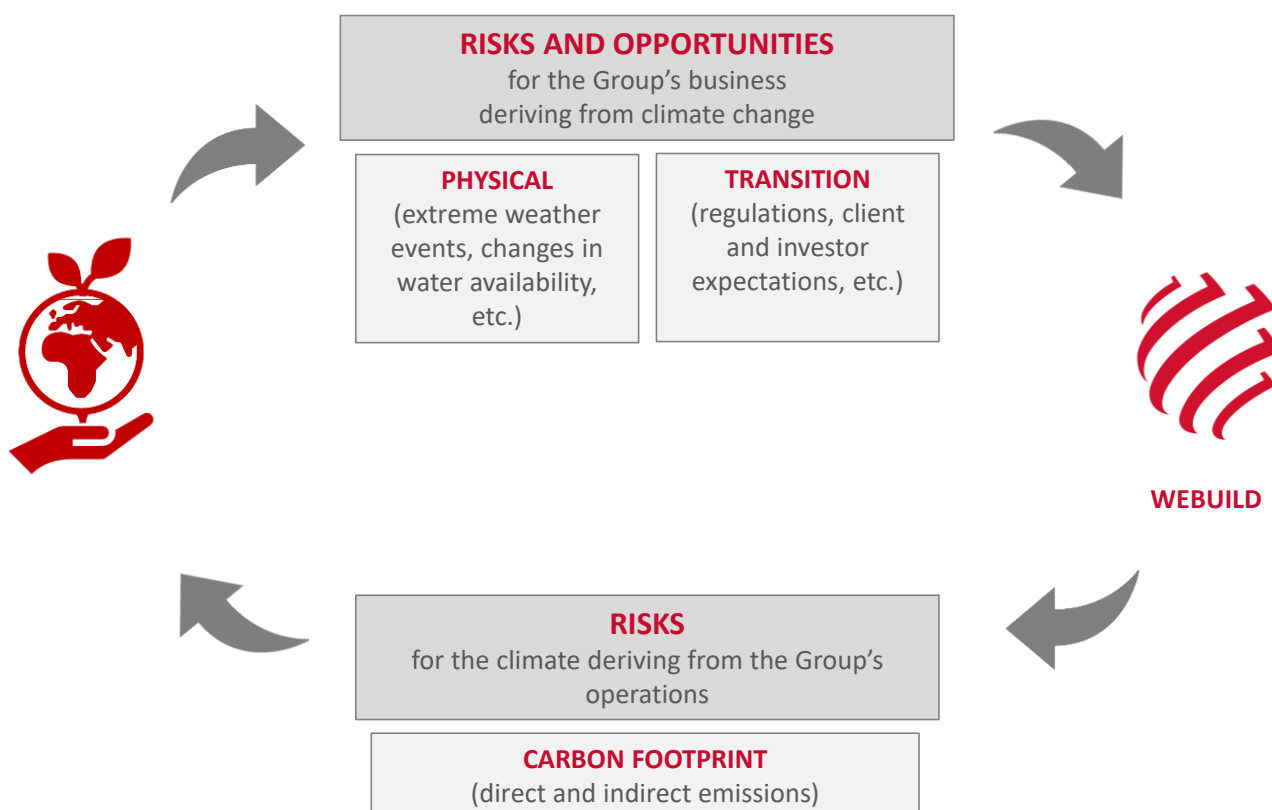 RISKS AND OPPORTUNITIES
for the Group’s business
deriving from climate change
PHYSICAL
(extreme weather
events, changes in
water availability,
etc.)
TRANSITION
(regulations, client
and investor
expectations, etc.)
WEBUILD
RISKS
for the climate deriving from the Group’s
operations
CARBON FOOTPRINT
(direct and indirect emissions)